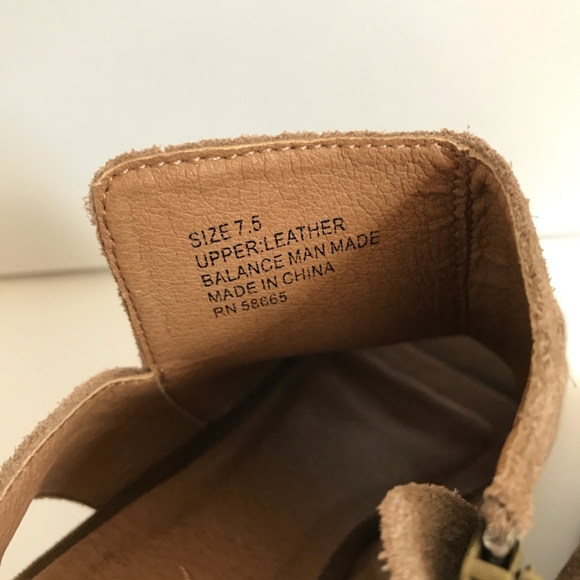 SIZE 7.5
UPPER:LEATHER
BALANCE MAN MADE
MADE IN CHINA
RN 58665